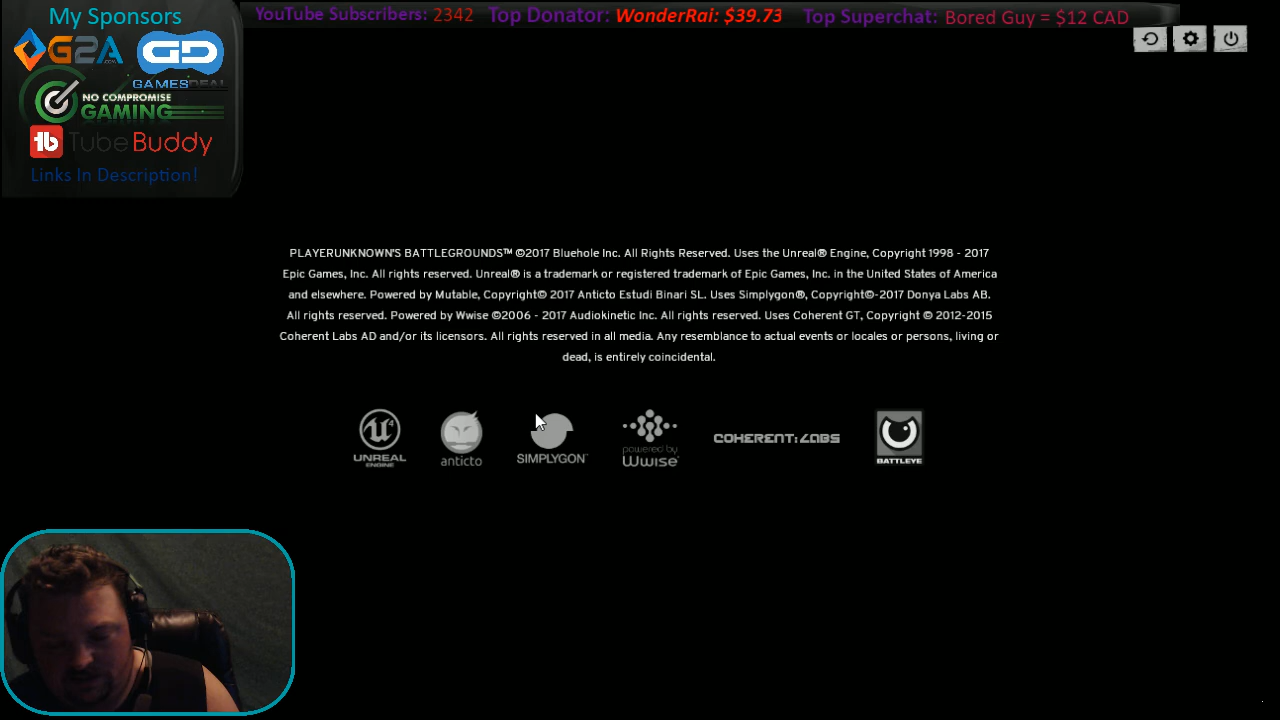 My Sponsors
YouTube Subscribers: 2342
Top Donator: WonderRai: $39.73
Top Superchat: Bored Guy = $12 CAD
G2A.COM
GD
GAMESDEAL
NO COMPROMISE
GAMING
tb TubeBuddy
Links In Description!
PLAYERUNKNOWN'S BATTLEGROUNDS™ ©2017 Bluehole Inc. All Rights Reserved. Uses the Unreal® Engine, Copyright 1998 - 2017
Epic Games, Inc. All rights reserved. Unreal® is a trademark or registered trademark of Epic Games, Inc. in the United States of America
and elsewhere. Powered by Mutable, Copyright© 2017 Anticto Estudi Binari SL. Uses Simplygon®, Copyright©-2017 Donya Labs AB.
All rights reserved. Powered by Wwise ©2006 - 2017 Audiokinetic Inc. All rights reserved. Uses Coherent GT, Copyright © 2012-2015
Coherent Labs AD and/or its licensors. All rights reserved in all media. Any resemblance to actual events or locales or persons, living or
dead, is entirely coincidental.
UNREAL
ENGINE
anticto
SIMPLYGON
powered by
Wwise
COHERENT:LABS
BATTLEYE